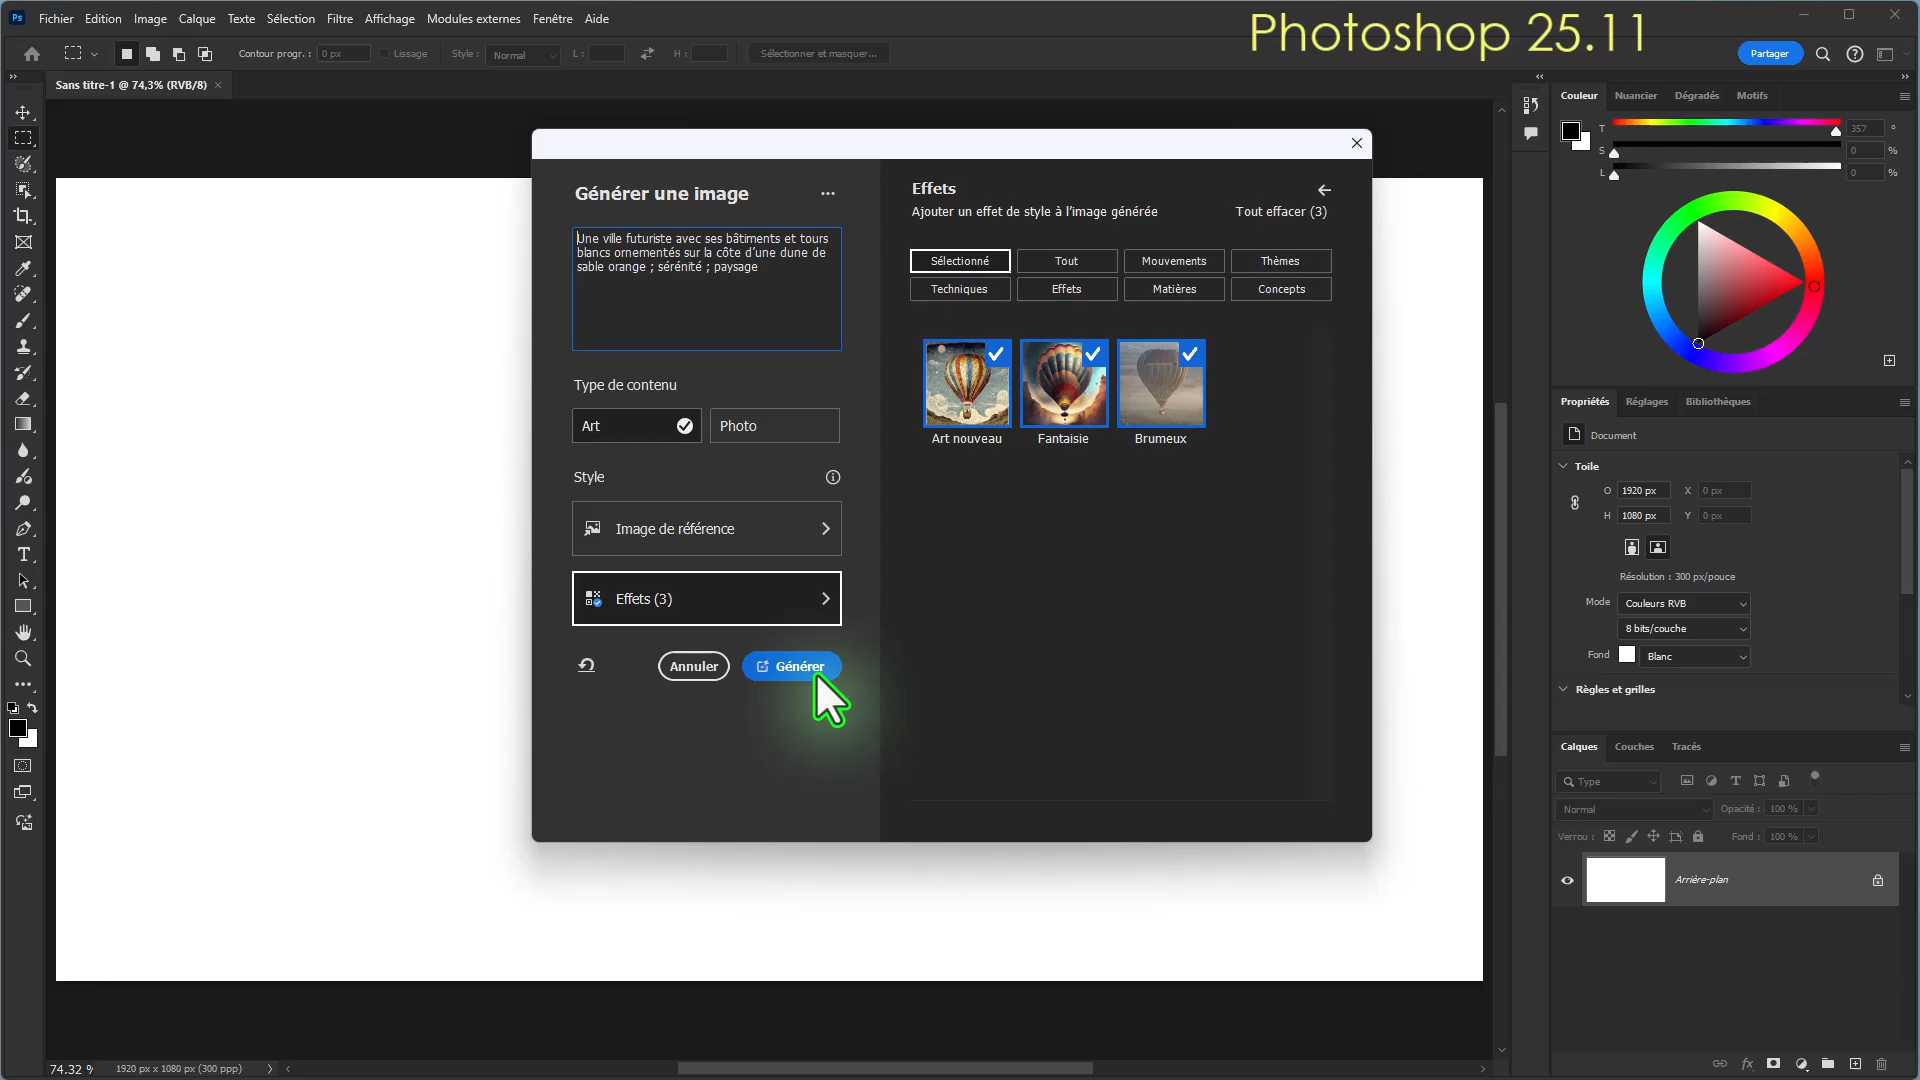 Photoshop 25.11
Ps Fichier Edition Image Calque Texte Sélection Filtre Affichage Modules externes Fenêtre Aide
Contour progr. : 0 px Lissage Style : Normal L : H : Sélectionner et masquer... Partager
Sans titre-1 @ 74,3% (RVB/8) ×
Générer une image
Une ville futuriste avec ses bâtiments et tours
blancs ornementés sur la côte d'une dune de
sable orange ; sérénité ; paysage
Type de contenu
Art Photo
Style
Image de référence
Effets (3)
Annuler Générer
Effets
Ajouter un effet de style à l'image générée Tout effacer (3)
Sélectionné Tout Mouvements Thèmes
Techniques Effets Matières Concepts
Art nouveau Fantaisie Brumeux
Couleur Nuancier Dégradés Motifs
T 357 °
S 0 %
L 0 %
Propriétés Réglages Bibliothèques
Document
Toile
O 1920 px X 0 px
H 1080 px Y 0 px
Résolution : 300 px/pouce
Mode Couleurs RVB
8 bits/couche
Fond Blanc
Règles et grilles
Calques Couches Tracés
Type
Normal Opacité : 100 %
Verrou : Fond : 100 %
Arrière-plan
fx
74.32 % 1920 px x 1080 px (300 ppp)